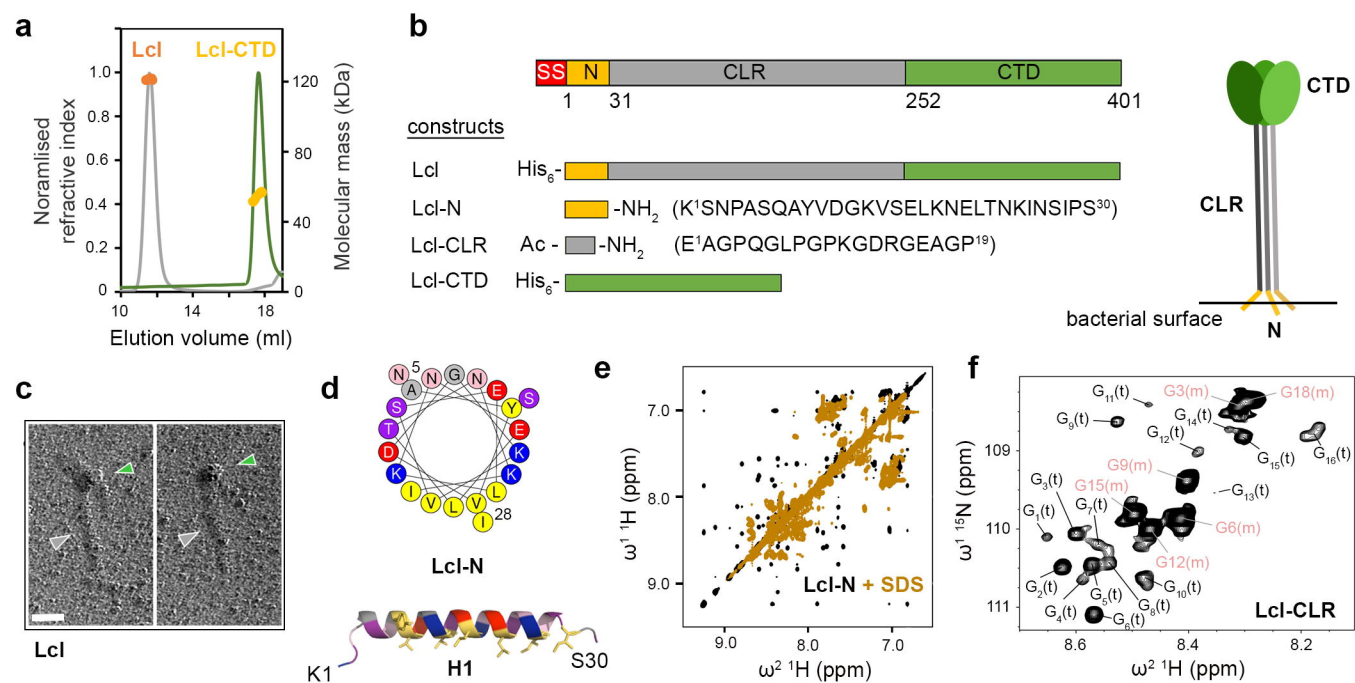 a
Lcl
Lcl-CTD
1.0
0.8
0.6
0.4
0.2
0
120
80
40
0
10
14
18
Noramlised
refractive index
Molecular mass (kDa)
Elution volume (ml)
b
SS
N
CLR
CTD
1
31
252
401
constructs
Lcl
His6-
Lcl-N
-NH2 (K1SNPASQAYVDGKVSELKNELTNKINSIPS30)
Lcl-CLR
Ac -
-NH2 (E1AGPQGLPGPKGDRGEAGP19)
Lcl-CTD
His6-
CTD
CLR
bacterial surface
N
c
Lcl
d
N
5
A
N
G
N
E
S
Y
S
T
E
D
K
K
K
I
V
L
V
L
I
28
Lcl-N
K1
H1
S30
e
7.0
8.0
9.0
ω1 1H (ppm)
Lcl-N + SDS
9.0
8.0
7.0
ω2 1H (ppm)
f
G11(t)
G3(m)
G18(m)
G9(t)
G14(t)
G12(t)
G15(t)
G16(t)
109
G9(m)
G15(m)
G13(t)
G3(t)
G7(t)
G1(t)
G6(m)
110
G12(m)
G2(t)
G4(t)
G5(t)
G8(t)
G10(t)
G6(t)
111
Lcl-CLR
ω1 15N (ppm)
8.6
8.4
8.2
ω2 1H (ppm)